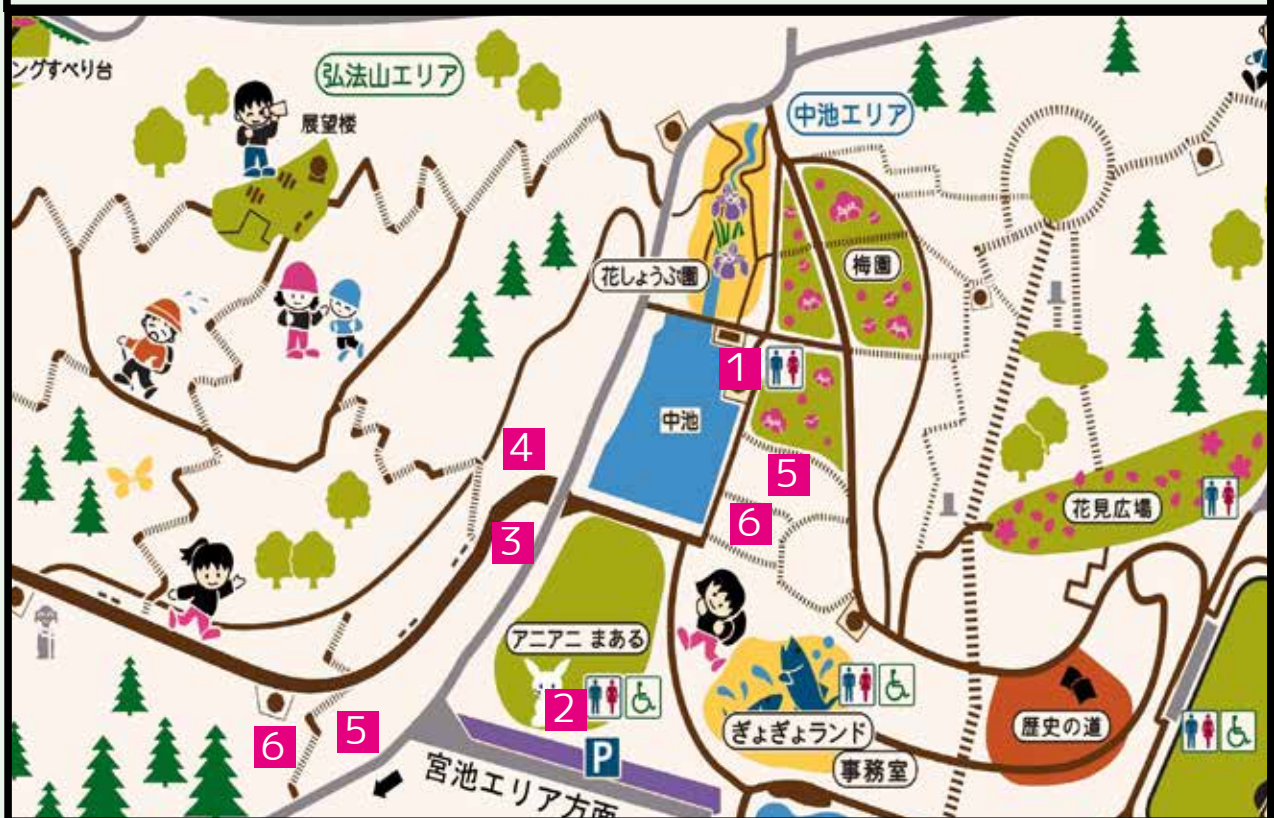 ングすべり台
弘法山エリア
展望楼
中池エリア
花しょうぶ園
梅園
1
中池
4
5
花見広場
3
6
アニアニ まある
2
ぎょぎょランド
歴史の道
事務室
6
5
P
宮池エリア方面